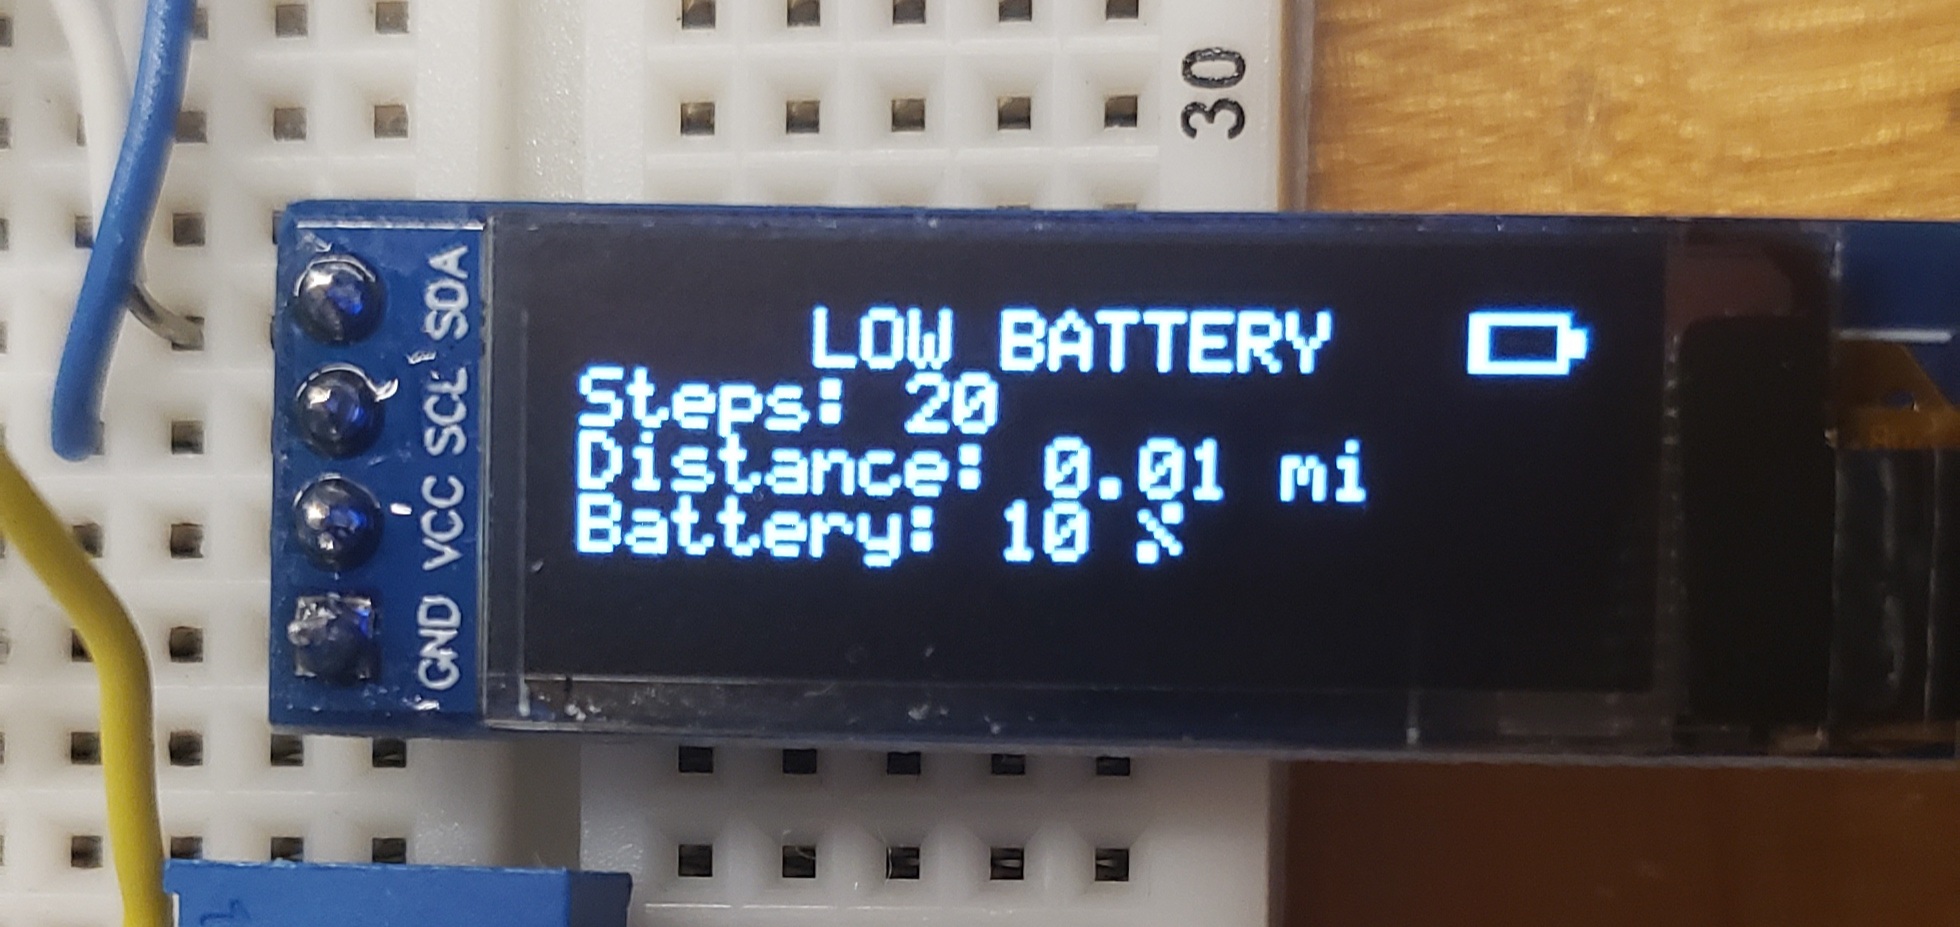 30
LOW BATTERY
Steps: 20
Distance: 0.01 mi
Battery: 10 %
GND VCC SCL SDA